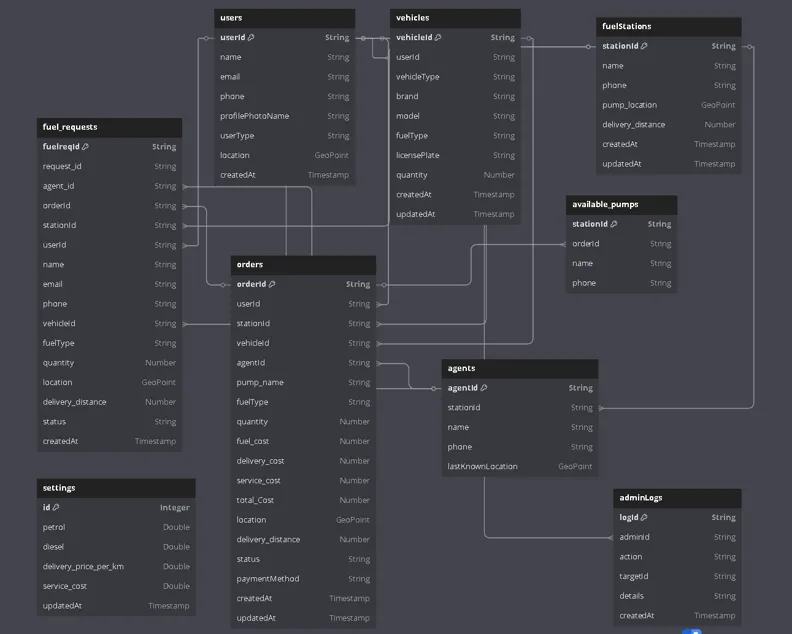 users
userId String
name String
email String
phone String
profilePhotoName String
userType String
location GeoPoint
createdAt Timestamp
vehicles
vehicleId String
userId String
vehicleType String
brand String
model String
fuelType String
licensePlate String
quantity Number
createdAt Timestamp
updatedAt Timestamp
fuelStations
stationId String
name String
phone String
pump_location GeoPoint
delivery_distance Number
createdAt Timestamp
updatedAt Timestamp
fuel_requests
fuelreqId String
request_id String
agent_id String
orderId String
stationId String
userId String
name String
email String
phone String
vehicleId String
fuelType String
quantity Number
location GeoPoint
delivery_distance Number
status String
createdAt Timestamp
available_pumps
stationId String
orderId String
name String
phone String
orders
orderId String
userId String
stationId String
vehicleId String
agentId String
pump_name String
fuelType String
quantity Number
fuel_cost Number
delivery_cost Number
service_cost Number
total_Cost Number
location GeoPoint
delivery_distance Number
status String
paymentMethod String
createdAt Timestamp
updatedAt Timestamp
agents
agentId String
stationId String
name String
phone String
lastKnownLocation GeoPoint
settings
id Integer
petrol Double
diesel Double
delivery_price_per_km Double
service_cost Double
updatedAt Timestamp
adminLogs
logId String
adminId String
action String
targetId String
details String
createdAt Timestamp